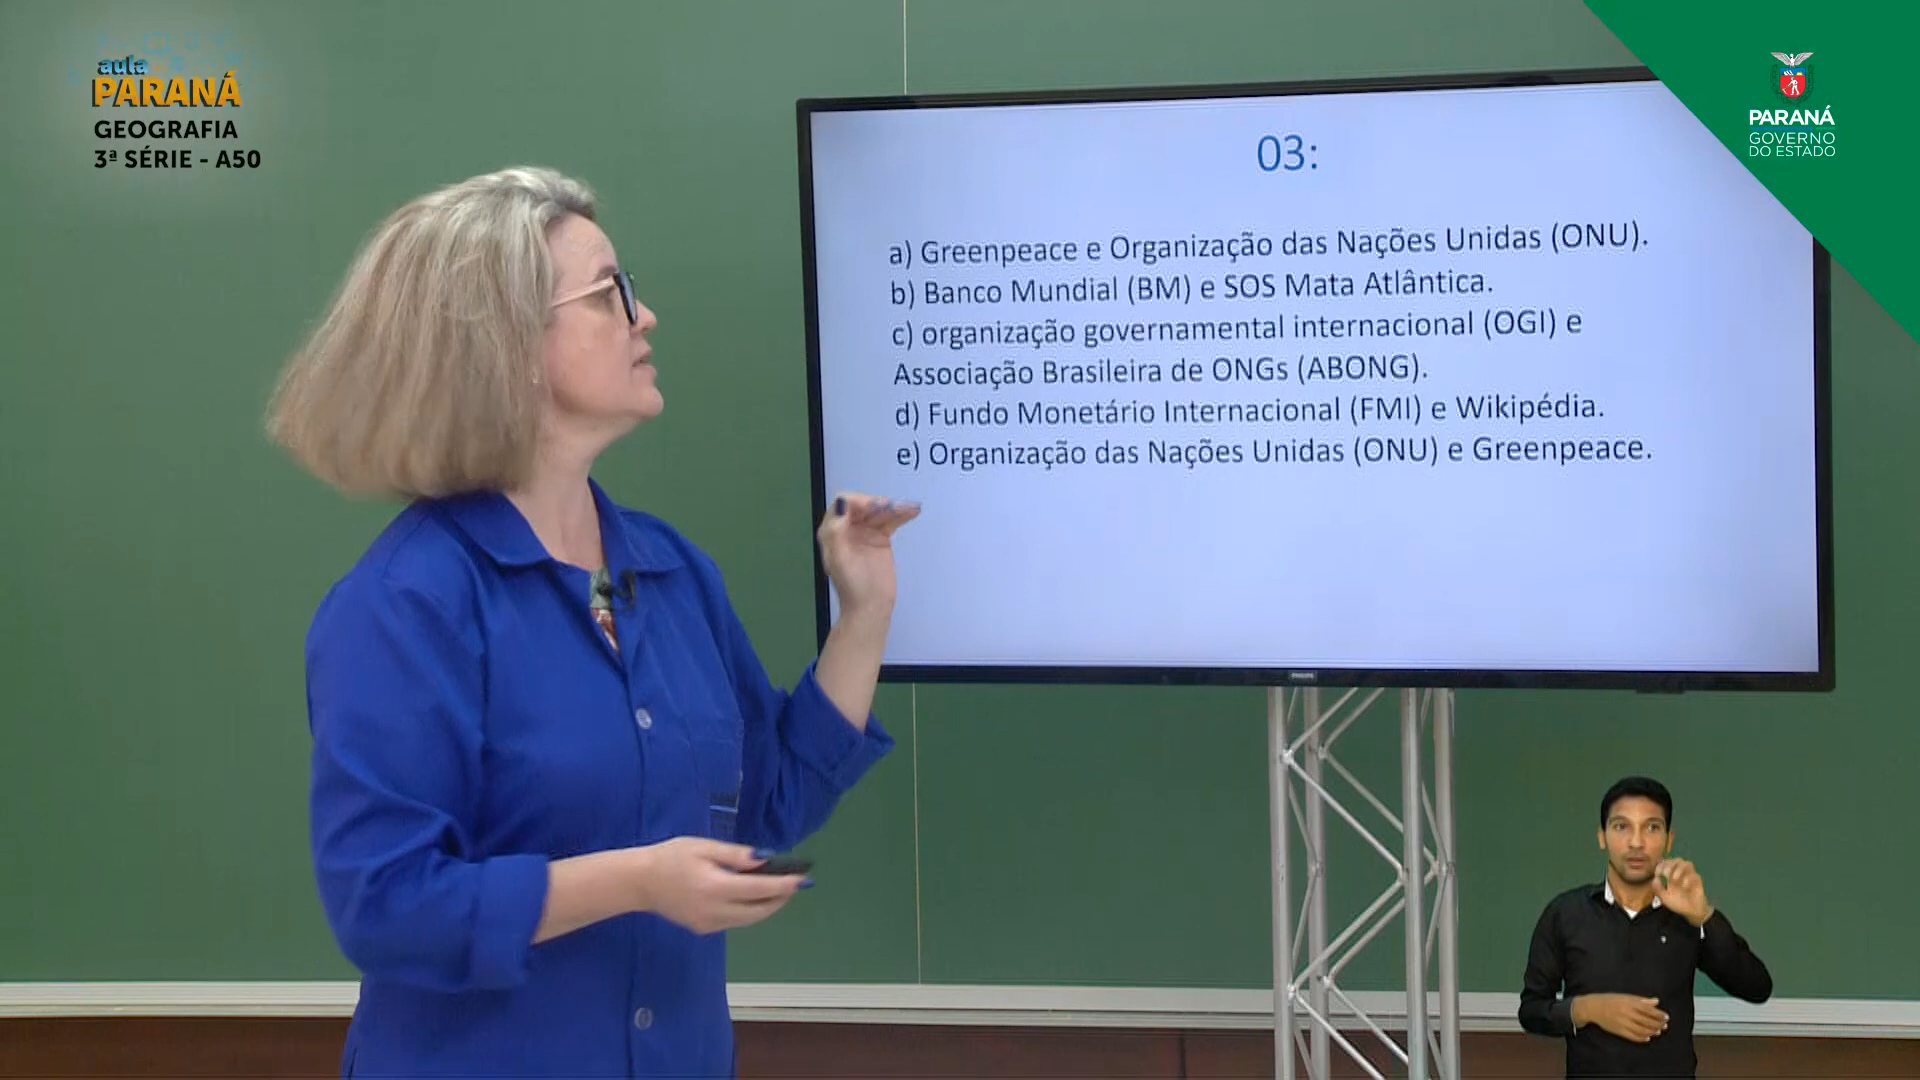 aula
PARANÁ
GEOGRAFIA
3ª SÉRIE - A50
PARANÁ
GOVERNO
DO ESTADO
03:
a) Greenpeace e Organização das Nações Unidas (ONU).
b) Banco Mundial (BM) e SOS Mata Atlântica.
c) organização governamental internacional (OGI) e
Associação Brasileira de ONGs (ABONG).
d) Fundo Monetário Internacional (FMI) e Wikipédia.
e) Organização das Nações Unidas (ONU) e Greenpeace.
PHILIPS